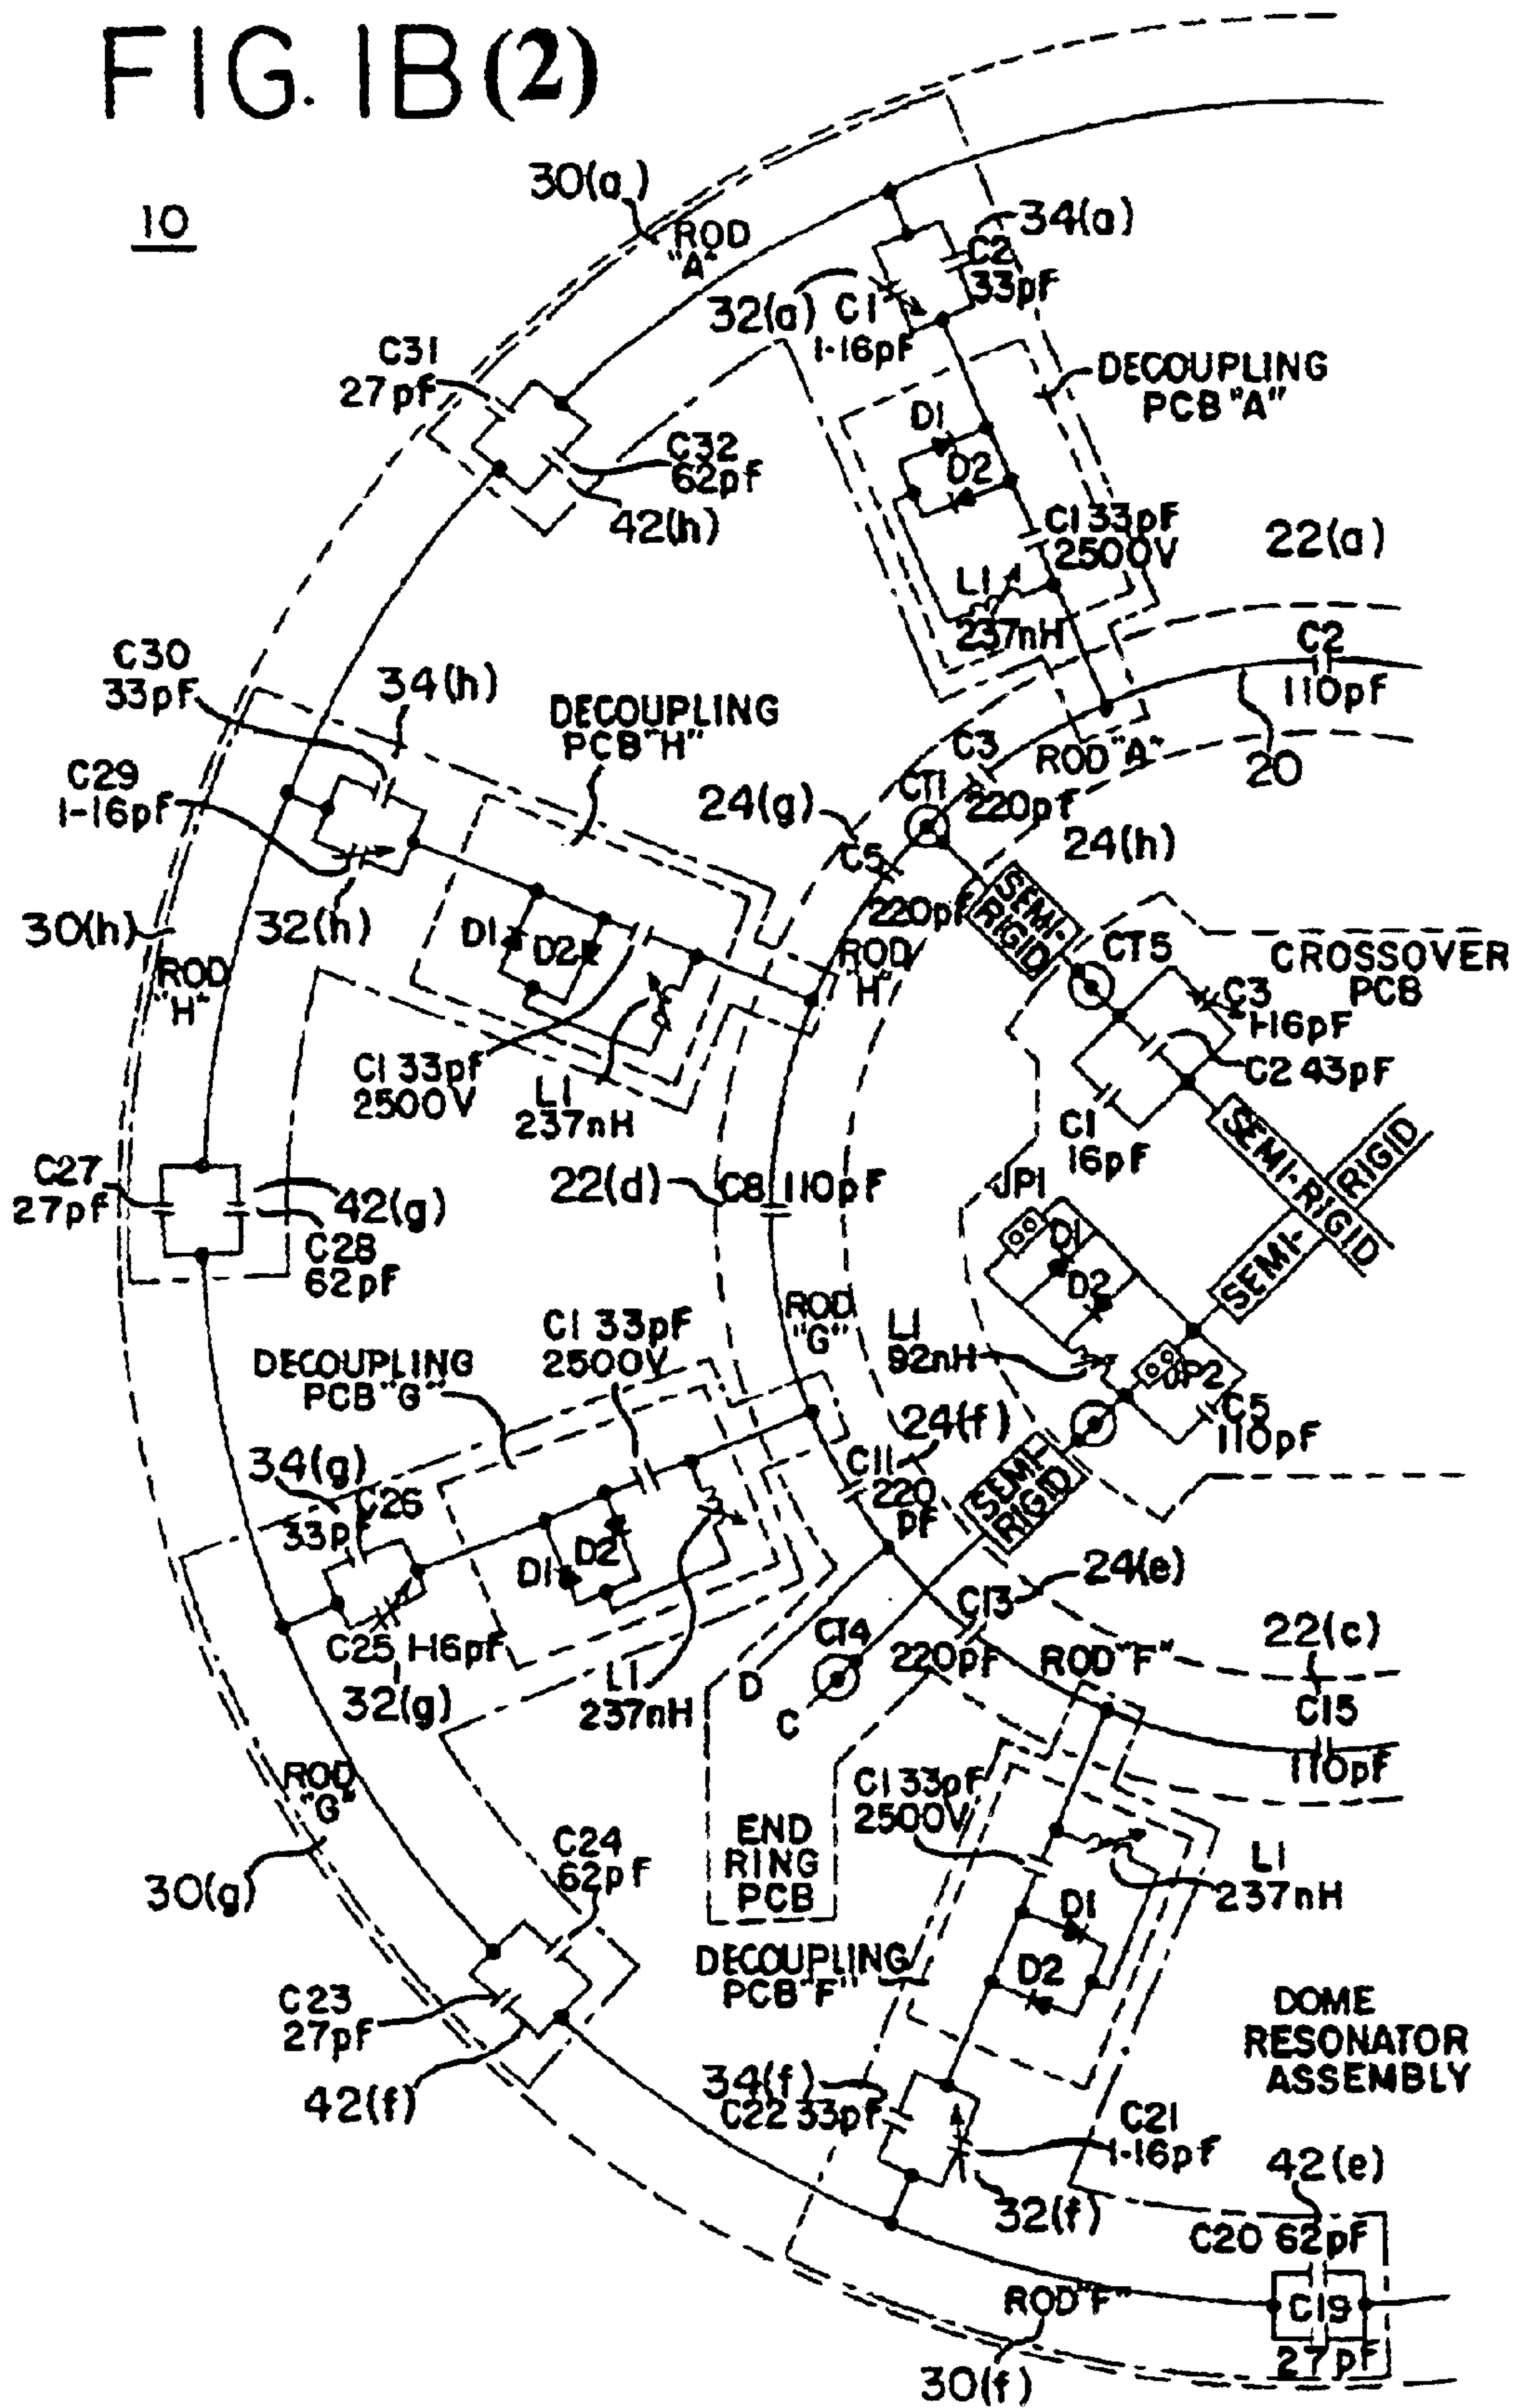 FIG. 1B(2)
10
30(a)
ROD
"A"
34(a)
C2
33pF
32(a)
C1
1-16pF
C31
27pf
C32
62pf
42(h)
DECOUPLING
PCB "A"
D1
D2
C1 33pF
2500V
L1
237nH
22(a)
C2
110pf
20
ROD "A"
C3
220pf
CT1
24(g)
C5
220pf
24(h)
C30
33pf
34(h)
DECOUPLING
PCB "H"
C29
1-16pf
32(h)
30(h)
ROD
"H"
D1
D2
C1 33pf
2500V
L1
237nH
ROD
"H"
SEMI-
RIGID
CT5
CROSSOVER
PCB
C3
1-16pF
C2 43pF
C1
16pF
SEMI-RIGID
SEMI-
RIGID
C27
27pf
42(g)
C28
62pf
22(d)
C8 110pF
JP1
D1
D2
L1
92nH
JP2
C5
110pF
ROD
"G"
C1 33pF
2500V
DECOUPLING
PCB "G"
24(f)
C11
220
pF
SEMI-
RIGID
34(g)
C26
33pf
D1
D2
C25 1-16pf
32(g)
L1
237nH
D
C
CT4
C13
220pF
24(e)
ROD "F"
22(c)
C15
110pF
ROD
"G"
30(g)
C24
62pf
END
RING
PCB
C1 33pF
2500V
L1
237nH
D1
D2
DECOUPLING
PCB "F"
C23
27pf
42(f)
DOME
RESONATOR
ASSEMBLY
34(f)
C22 33pf
C21
1-16pF
32(f)
42(e)
C20 62pF
C19
27pF
ROD "F"
30(f)